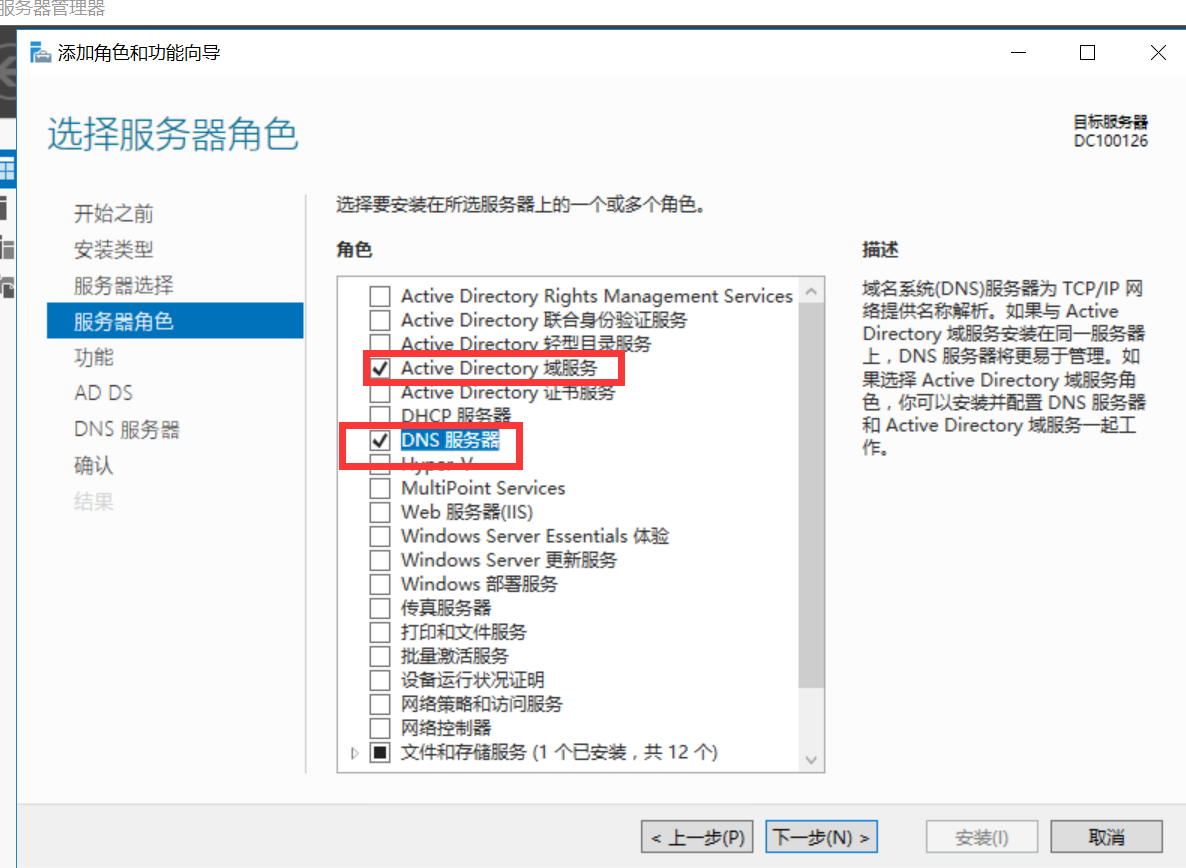 服务器管理器
添加角色和功能向导
选择服务器角色
目标服务器
DC100126
开始之前
安装类型
服务器选择
服务器角色
功能
AD DS
DNS 服务器
确认
结果
选择要安装在所选服务器上的一个或多个角色。
角色
Active Directory Rights Management Services
Active Directory 联合身份验证服务
Active Directory 轻型目录服务
Active Directory 域服务
Active Directory 证书服务
DHCP 服务器
DNS 服务器
Hyper-V
MultiPoint Services
Web 服务器(IIS)
Windows Server Essentials 体验
Windows Server 更新服务
Windows 部署服务
传真服务器
打印和文件服务
批量激活服务
设备运行状况证明
网络策略和访问服务
网络控制器
文件和存储服务 (1 个已安装，共 12 个)
描述
域名系统(DNS)服务器为 TCP/IP 网
络提供名称解析。如果与 Active
Directory 域服务安装在同一服务器
上，DNS 服务器将更易于管理。如
果选择 Active Directory 域服务角
色，你可以安装并配置 DNS 服务器
和 Active Directory 域服务一起工
作。
< 上一步(P)
下一步(N) >
安装(I)
取消